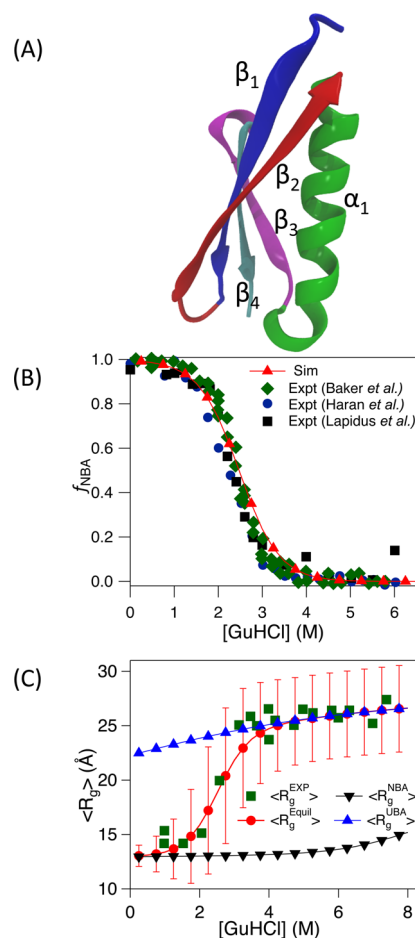 (A)
β1
β2
α1
β3
β4
(B)
1.0
0.8
0.6
0.4
0.2
0.0
fNBA
Sim
Expt (Baker et al.)
Expt (Haran et al.)
Expt (Lapidus et al.)
0 1 2 3 4 5 6
[GuHCl] (M)
(C)
30
25
20
15
10
<Rg> (Å)
<RgEXP> <RgNBA>
<RgEquil> <RgUBA>
0 2 4 6 8
[GuHCl] (M)